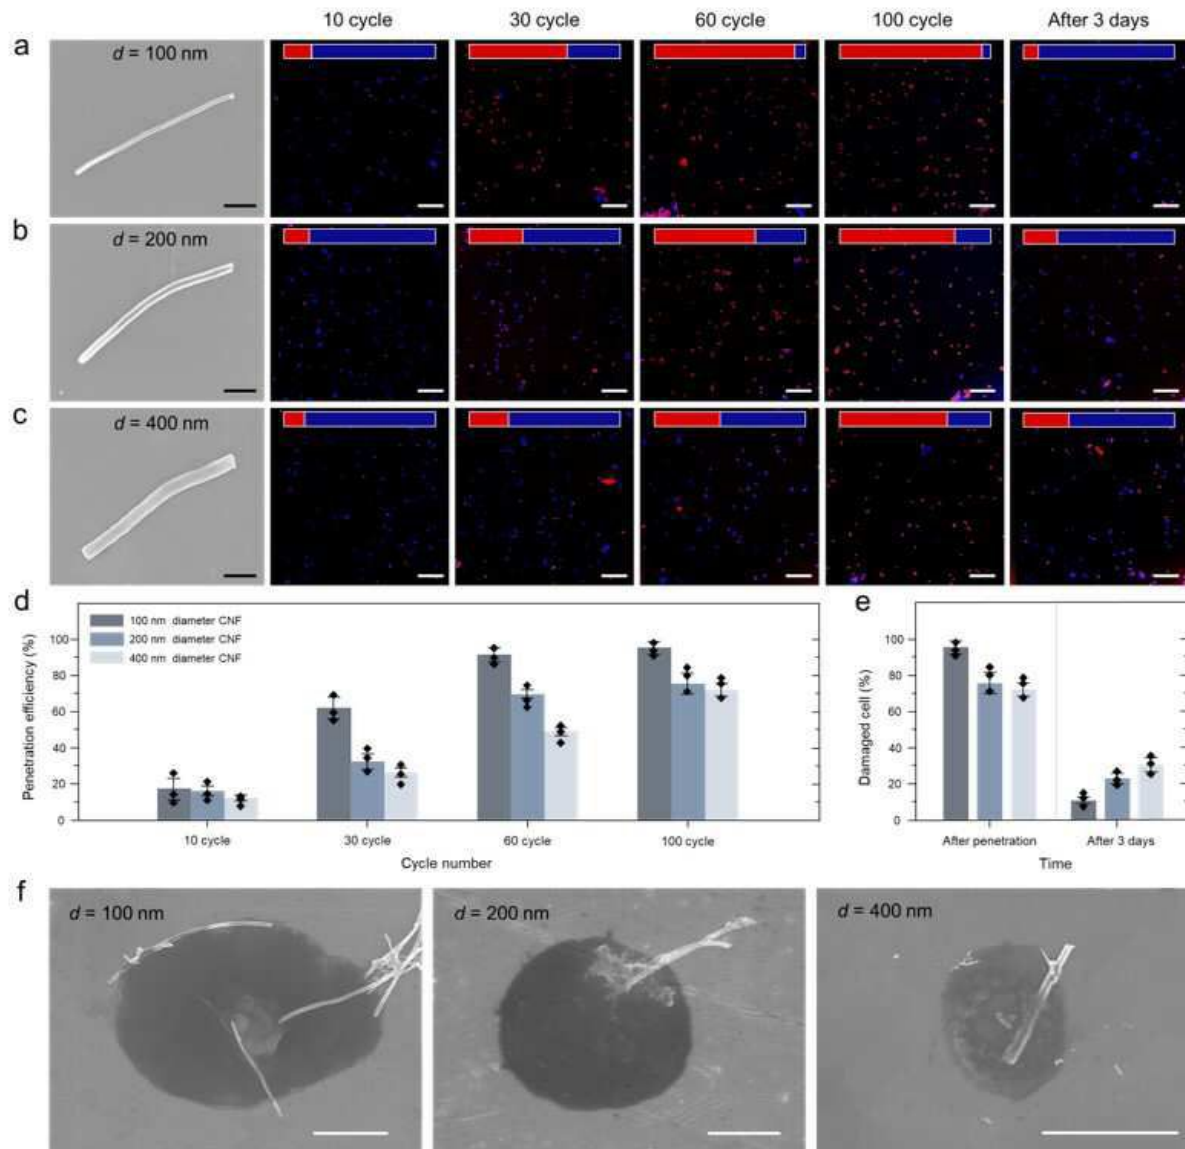 10 cycle 30 cycle 60 cycle 100 cycle After 3 days
a
d = 100 nm
b
d = 200 nm
c
d = 400 nm
d
100 nm diameter CNF
200 nm diameter CNF
400 nm diameter CNF
Penetration efficiency (%)
100
80
60
40
20
0
10 cycle 30 cycle 60 cycle 100 cycle
Cycle number
e
Damaged cell (%)
100
80
60
40
20
0
After penetration After 3 days
Time
f
d = 100 nm
d = 200 nm
d = 400 nm